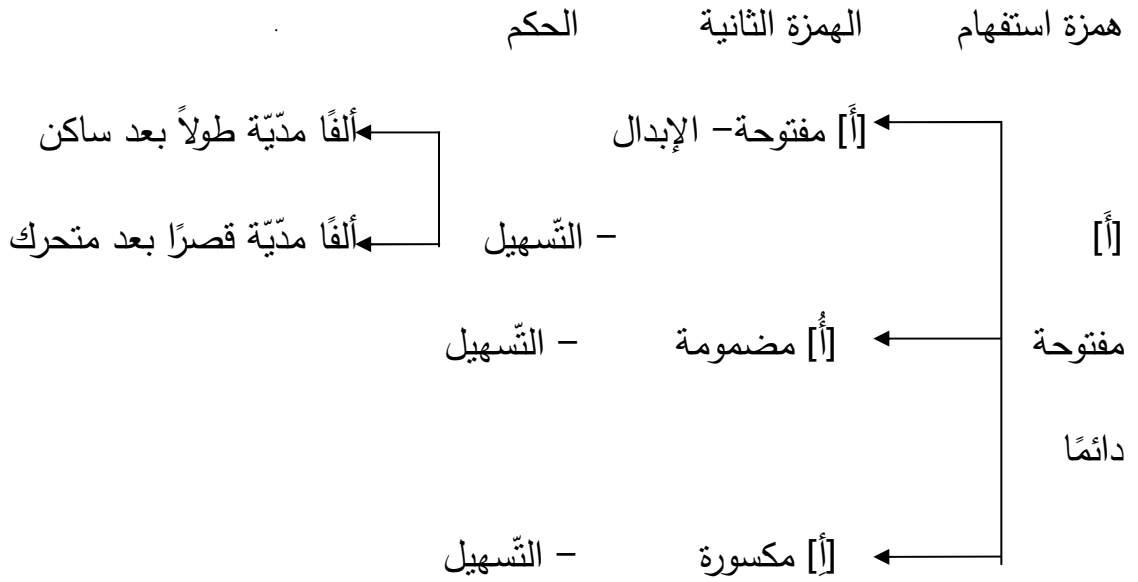 همزة استفهام الهمزة الثانية الحكم
[أَ] مفتوحة – الإبدال ألفًا مدّيّة طولاً بعد ساكن
[أَ] – التّسهيل ألفًا مدّيّة قصرًا بعد متحرك
مفتوحة [أُ] مضمومة – التّسهيل
دائمًا
[أِ] مكسورة – التّسهيل